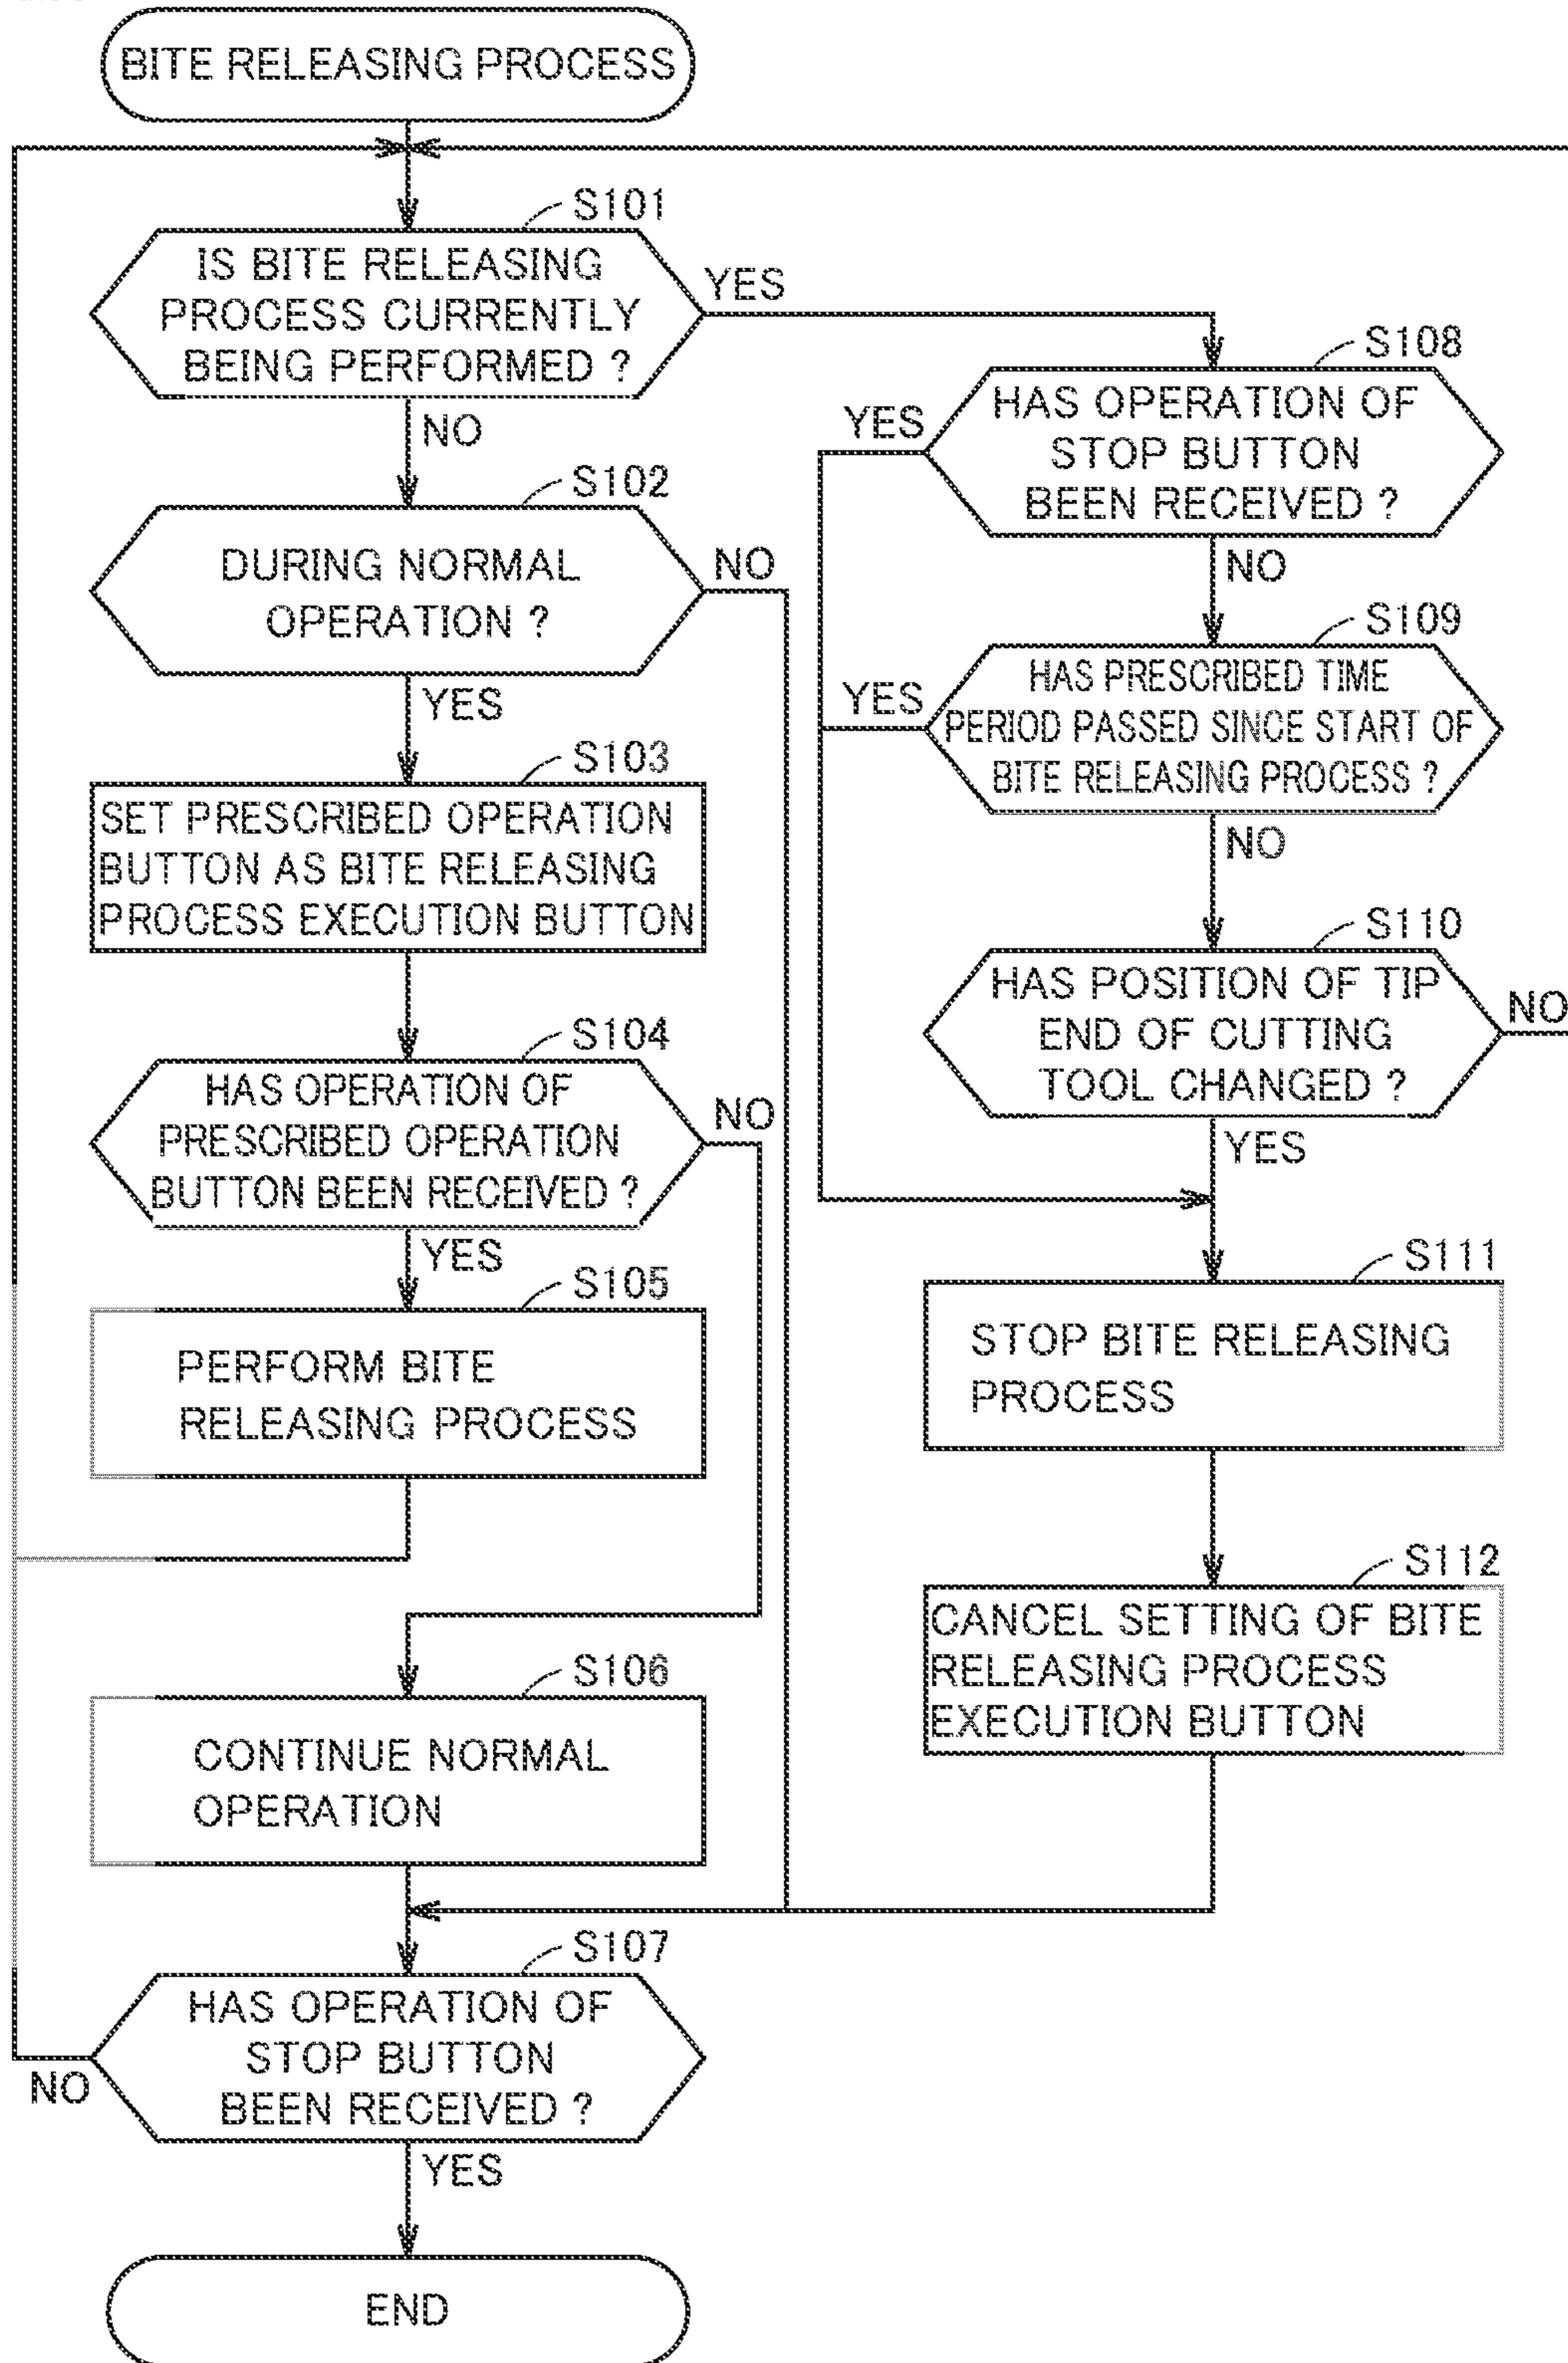 BITE RELEASING PROCESS
S101
IS BITE RELEASING
PROCESS CURRENTLY
BEING PERFORMED ?
YES
NO
S102
DURING NORMAL
OPERATION ?
NO
YES
S103
SET PRESCRIBED OPERATION
BUTTON AS BITE RELEASING
PROCESS EXECUTION BUTTON
S104
HAS OPERATION OF
PRESCRIBED OPERATION
BUTTON BEEN RECEIVED ?
NO
YES
S105
PERFORM BITE
RELEASING PROCESS
S106
CONTINUE NORMAL
OPERATION
S107
HAS OPERATION OF
STOP BUTTON
BEEN RECEIVED ?
NO
YES
END
S108
HAS OPERATION OF
STOP BUTTON
BEEN RECEIVED ?
YES
NO
S109
HAS PRESCRIBED TIME
PERIOD PASSED SINCE START OF
BITE RELEASING PROCESS ?
YES
NO
S110
HAS POSITION OF TIP
END OF CUTTING
TOOL CHANGED ?
NO
YES
S111
STOP BITE RELEASING
PROCESS
S112
CANCEL SETTING OF BITE
RELEASING PROCESS
EXECUTION BUTTON